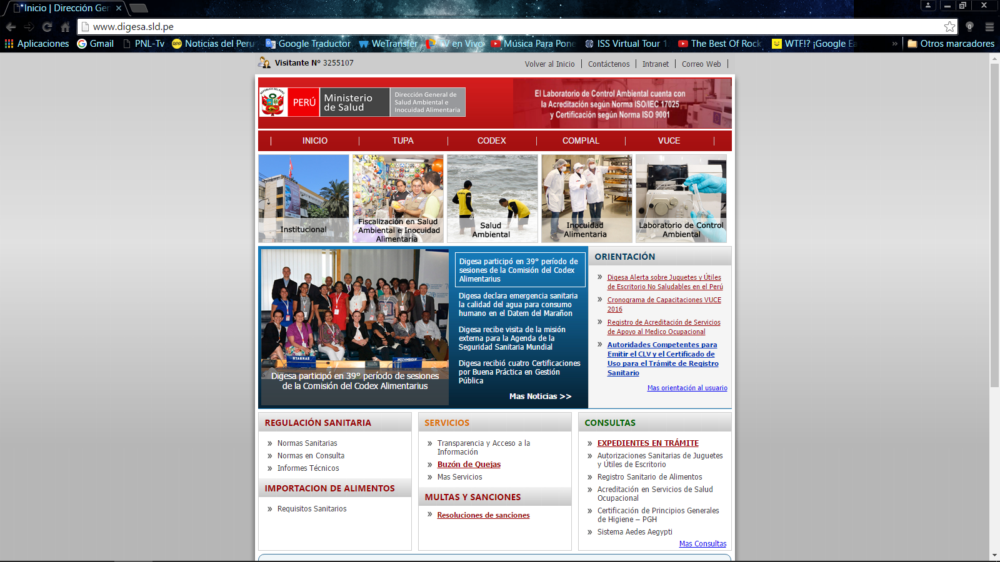 Inicio | Dirección Gen
www.digesa.sld.pe
Aplicaciones
Gmail
PNL-Tv
Noticias del Peru
Google Traductor
WeTransfer
TV en Vivo
Música Para Pone
ISS Virtual Tour 1
The Best Of Rock
WTF!? ¡Google Ea
»
Otros marcadores
Visitante Nº 3255107
Volver al Inicio | Contáctenos | Intranet | Correo Web |
REPUBLICA DEL PERU
PERÚ
Ministerio
de Salud
Dirección General de
Salud Ambiental e
Inocuidad Alimentaria
El Laboratorio de Control Ambiental cuenta con
la Acreditación según Norma ISO/IEC 17025
y Certificación según Norma ISO 9001
INICIO
TUPA
CODEX
COMPIAL
VUCE
Institucional
Fiscalización en Salud
Ambiental e Inocuidad
Alimentaria
Salud
Ambiental
Inocuidad
Alimentaria
Laboratorio de Control
Ambiental
MYANMAR
MOZAMBIQUE
Digesa participó en 39° período de sesiones
de la Comisión del Codex Alimentarius
Digesa participó en 39° período de
sesiones de la Comisión del Codex
Alimentarius
Digesa declara emergencia sanitaria
la calidad del agua para consumo
humano en el Datem del Marañon
Digesa recibe visita de la misión
externa para la Agenda de la
Seguridad Sanitaria Mundial
Digesa recibió cuatro Certificaciones
por Buena Práctica en Gestión
Pública
Mas Noticias >>
ORIENTACIÓN
» Digesa Alerta sobre Juguetes y Útiles
de Escritorio No Saludables en el Perú
» Cronograma de Capacitaciones VUCE
2016
» Registro de Acreditación de Servicios
de Apoyo al Medico Ocupacional
» Autoridades Competentes para
Emitir el CLV y el Certificado de
Uso para el Trámite de Registro
Sanitario
Mas orientación al usuario
REGULACIÓN SANITARIA
» Normas Sanitarias
» Normas en Consulta
» Informes Técnicos
IMPORTACION DE ALIMENTOS
» Requisitos Sanitarios
SERVICIOS
» Transparencia y Acceso a la
Información
» Buzón de Quejas
» Mas Servicios
MULTAS Y SANCIONES
» Resoluciones de sanciones
CONSULTAS
» EXPEDIENTES EN TRÁMITE
» Autorizaciones Sanitarias de Juguetes
y Útiles de Escritorio
» Registro Sanitario de Alimentos
» Acreditación en Servicios de Salud
Ocupacional
» Certificación de Principios Generales
de Higiene – PGH
» Sistema Aedes Aegypti
Mas Consultas